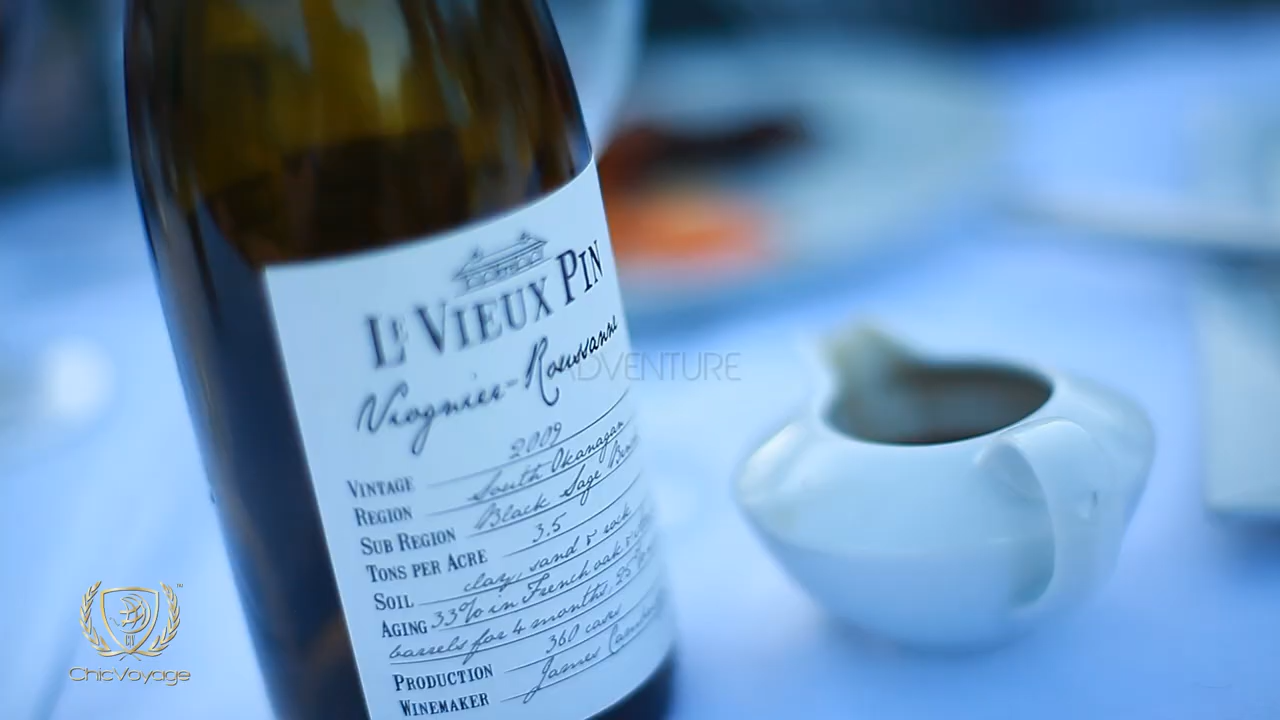 LE VIEUX PIN
Viognier-Roussanne
ADVENTURE
VINTAGE 2009
REGION South Okanagan
SUB REGION Black Sage
TONS PER ACRE 3.5
SOIL clay, sand & rock
AGING 33% in French oak
barrels for 4 months, 25%
PRODUCTION 360 cases
WINEMAKER James
ChicVoyage